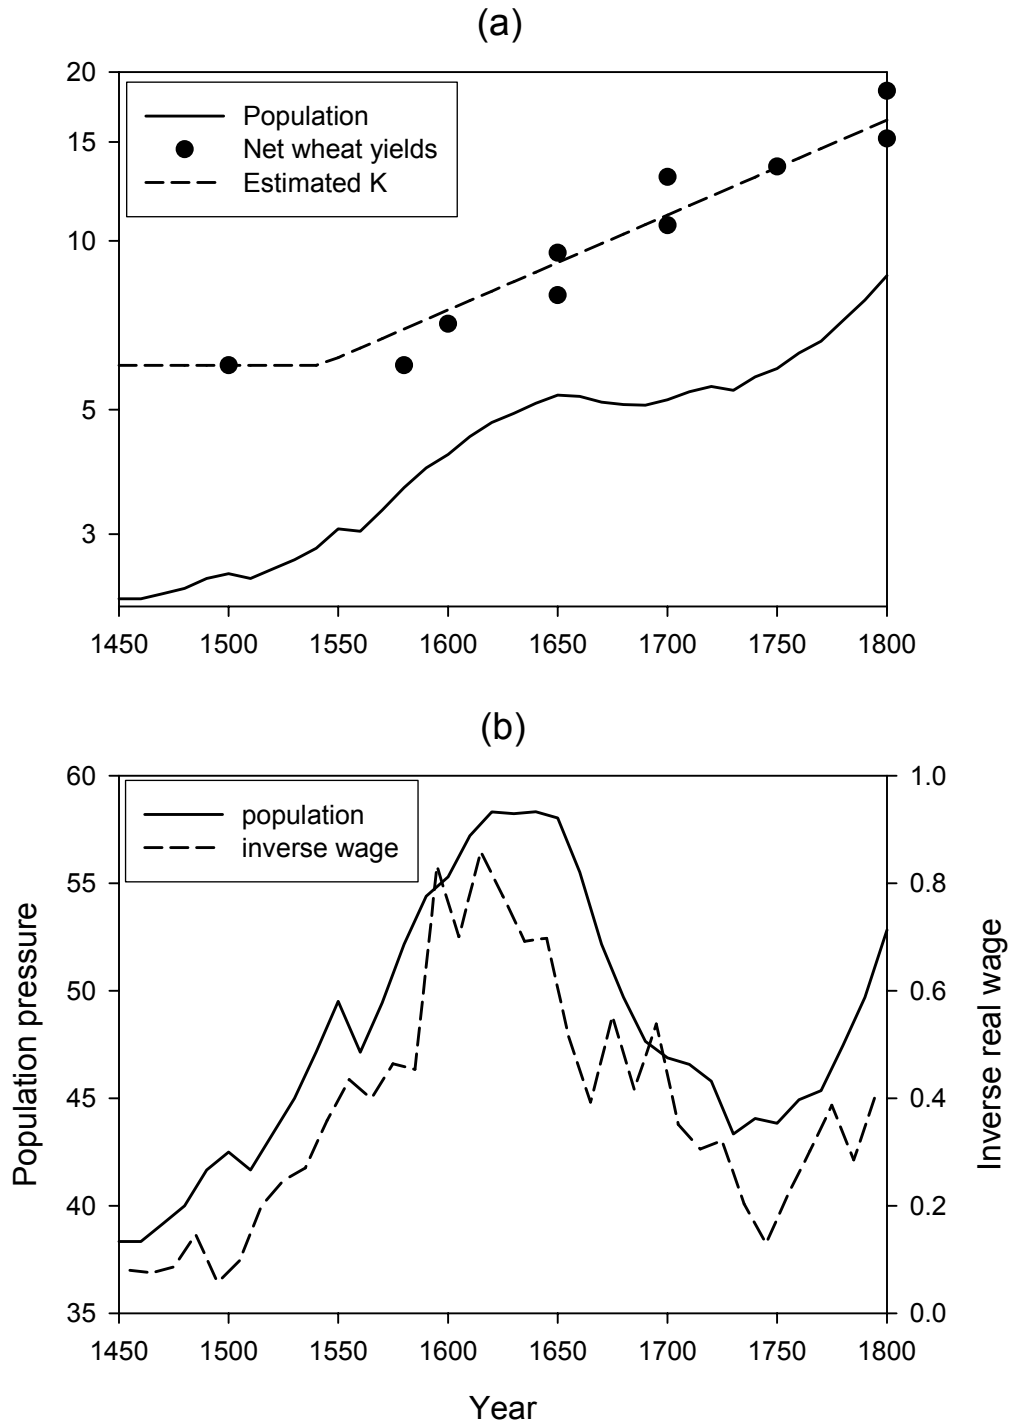 (a)
20
15
10
5
3
Population
Net wheat yields
Estimated K
1450 1500 1550 1600 1650 1700 1750 1800
(b)
60
55
50
45
40
35
Population pressure
population
inverse wage
1.0
0.8
0.6
0.4
0.2
0.0
Inverse real wage
1450 1500 1550 1600 1650 1700 1750 1800
Year